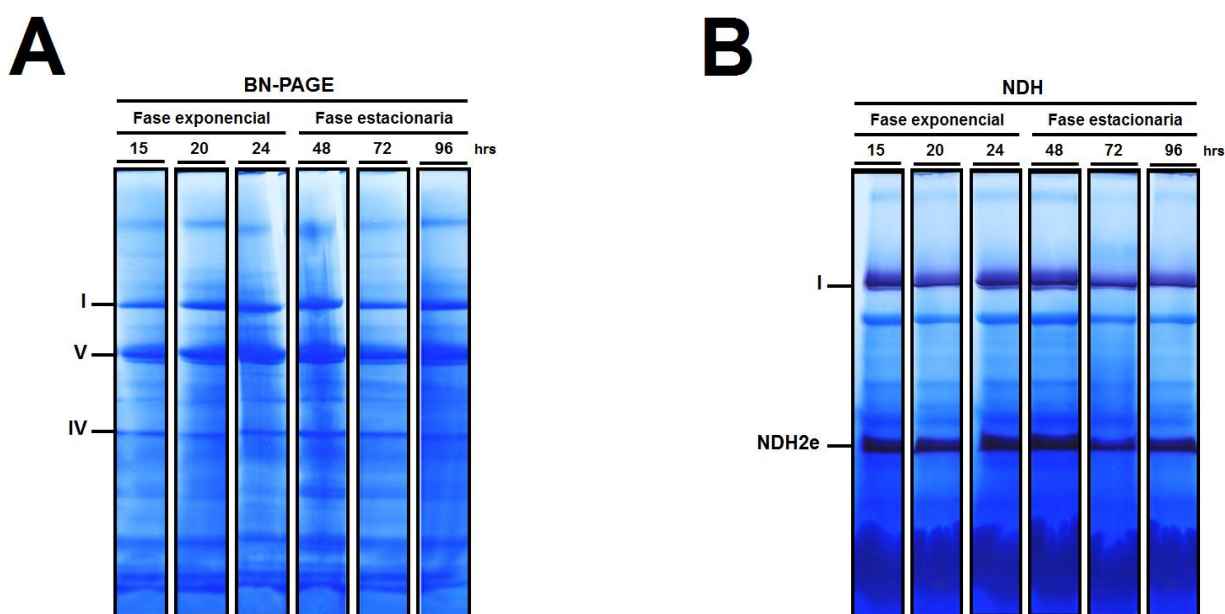 A
BN-PAGE
Fase exponencial Fase estacionaria
15 20 24 48 72 96 hrs
I
V
IV
B
NDH
Fase exponencial Fase estacionaria
15 20 24 48 72 96 hrs
I
NDH2e